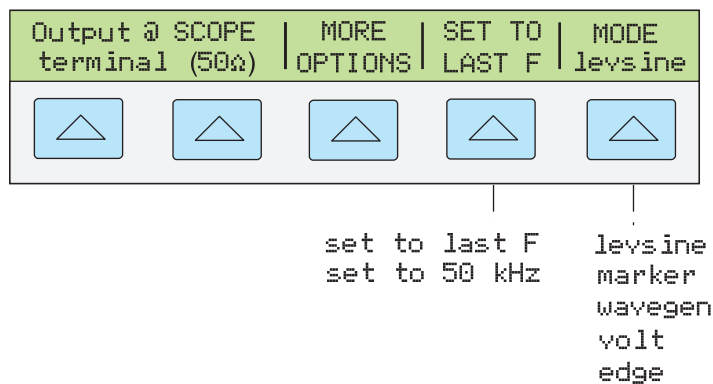 Output @ SCOPE
terminal (50Ω)
MORE
OPTIONS
SET TO
LAST F
MODE
levsine
set to last F
set to 50 kHz
levsine
marker
wavegen
volt
edge